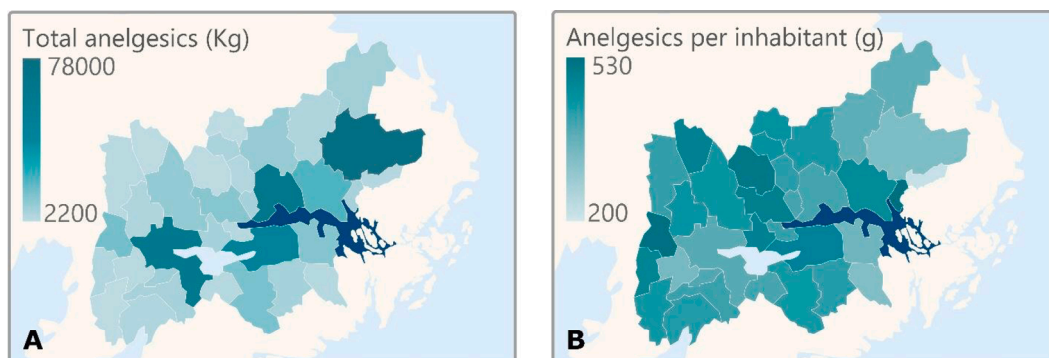 Total anelgesics (Kg)
78000
2200
A
Anelgesics per inhabitant (g)
530
200
B